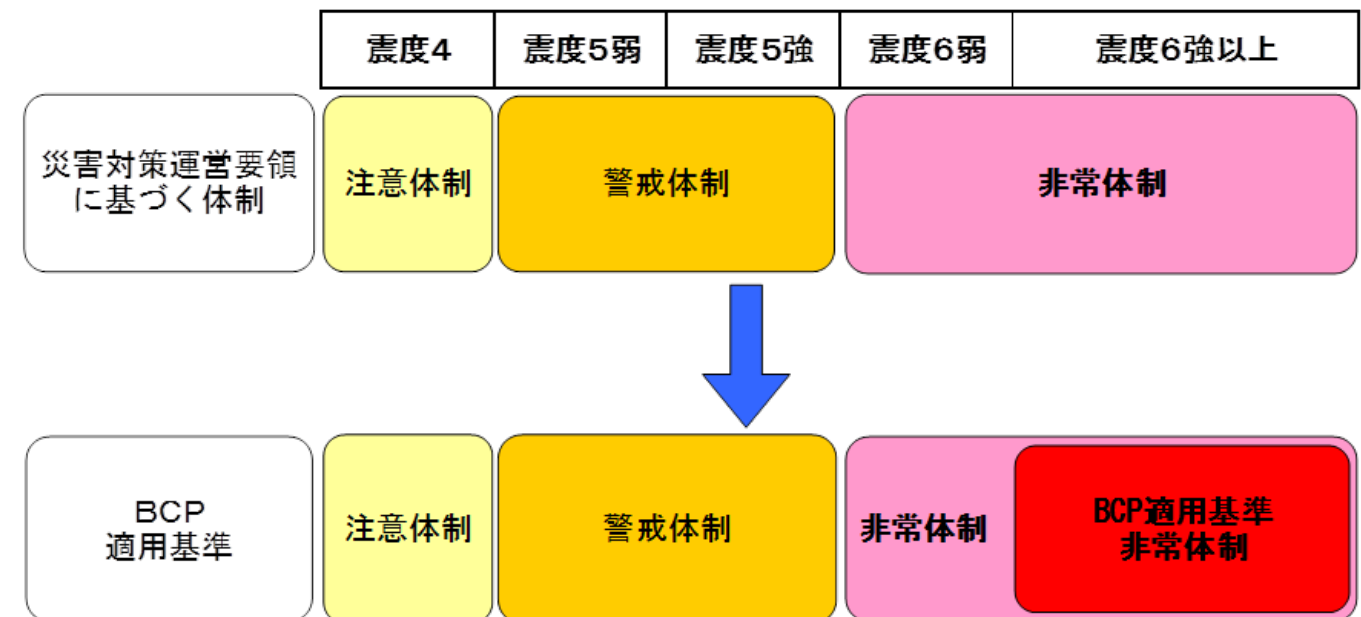 震度4
震度5弱
震度5強
震度6弱
震度6強以上
災害対策運営要領
に基づく体制
注意体制
警戒体制
非常体制
BCP
適用基準
注意体制
警戒体制
非常体制
BCP適用基準
非常体制